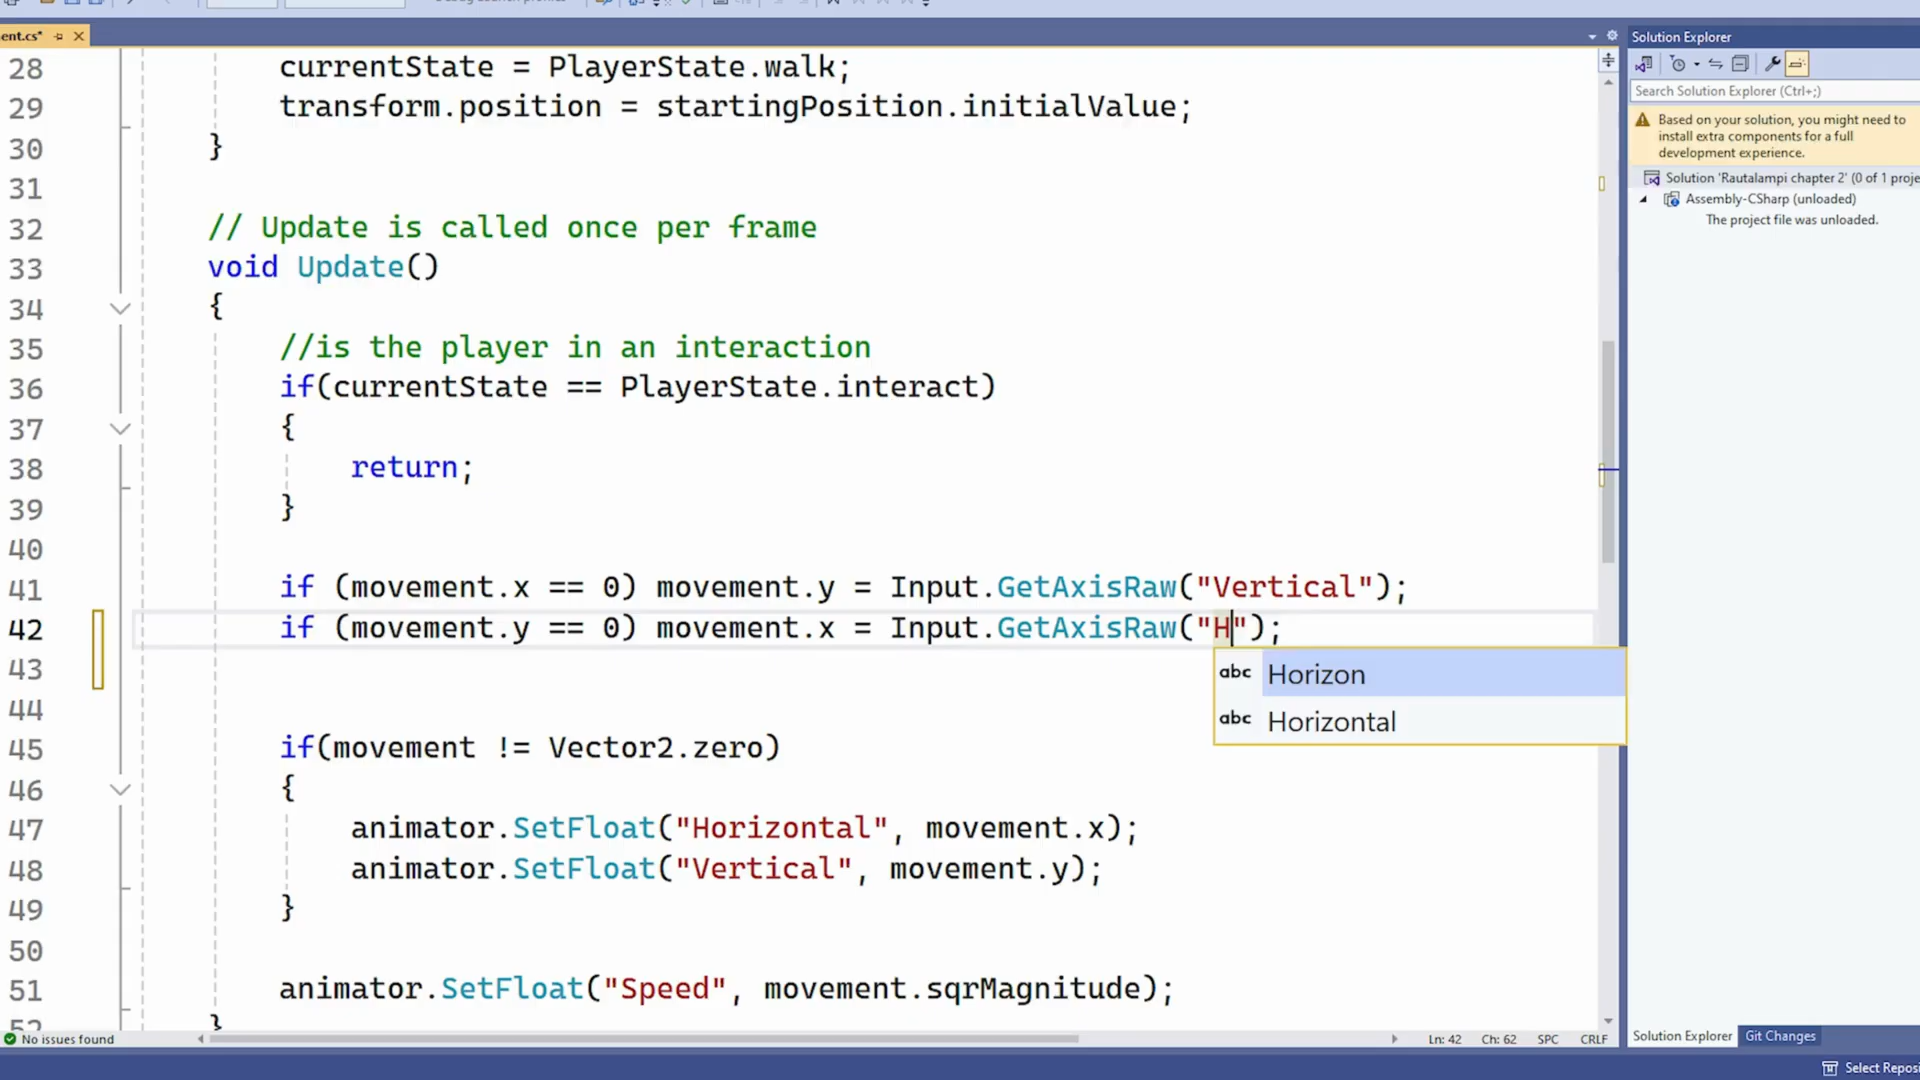 ent.cs*
28 currentState = PlayerState.walk;
29 transform.position = startingPosition.initialValue;
30 }
31
32 // Update is called once per frame
33 void Update()
34 {
35 //is the player in an interaction
36 if(currentState == PlayerState.interact)
37 {
38 return;
39 }
40
41 if (movement.x == 0) movement.y = Input.GetAxisRaw("Vertical");
42 if (movement.y == 0) movement.x = Input.GetAxisRaw("H");
43
abc Horizon
abc Horizontal
44
45 if(movement != Vector2.zero)
46 {
47 animator.SetFloat("Horizontal", movement.x);
48 animator.SetFloat("Vertical", movement.y);
49 }
50
51 animator.SetFloat("Speed", movement.sqrMagnitude);
52 }
No issues found
Ln: 42 Ch: 62 SPC CRLF
Solution Explorer
Search Solution Explorer (Ctrl+;)
Based on your solution, you might need to
install extra components for a full
development experience.
Solution 'Rautalampi chapter 2' (0 of 1 proje
Assembly-CSharp (unloaded)
The project file was unloaded.
Solution Explorer Git Changes
Select Reposi